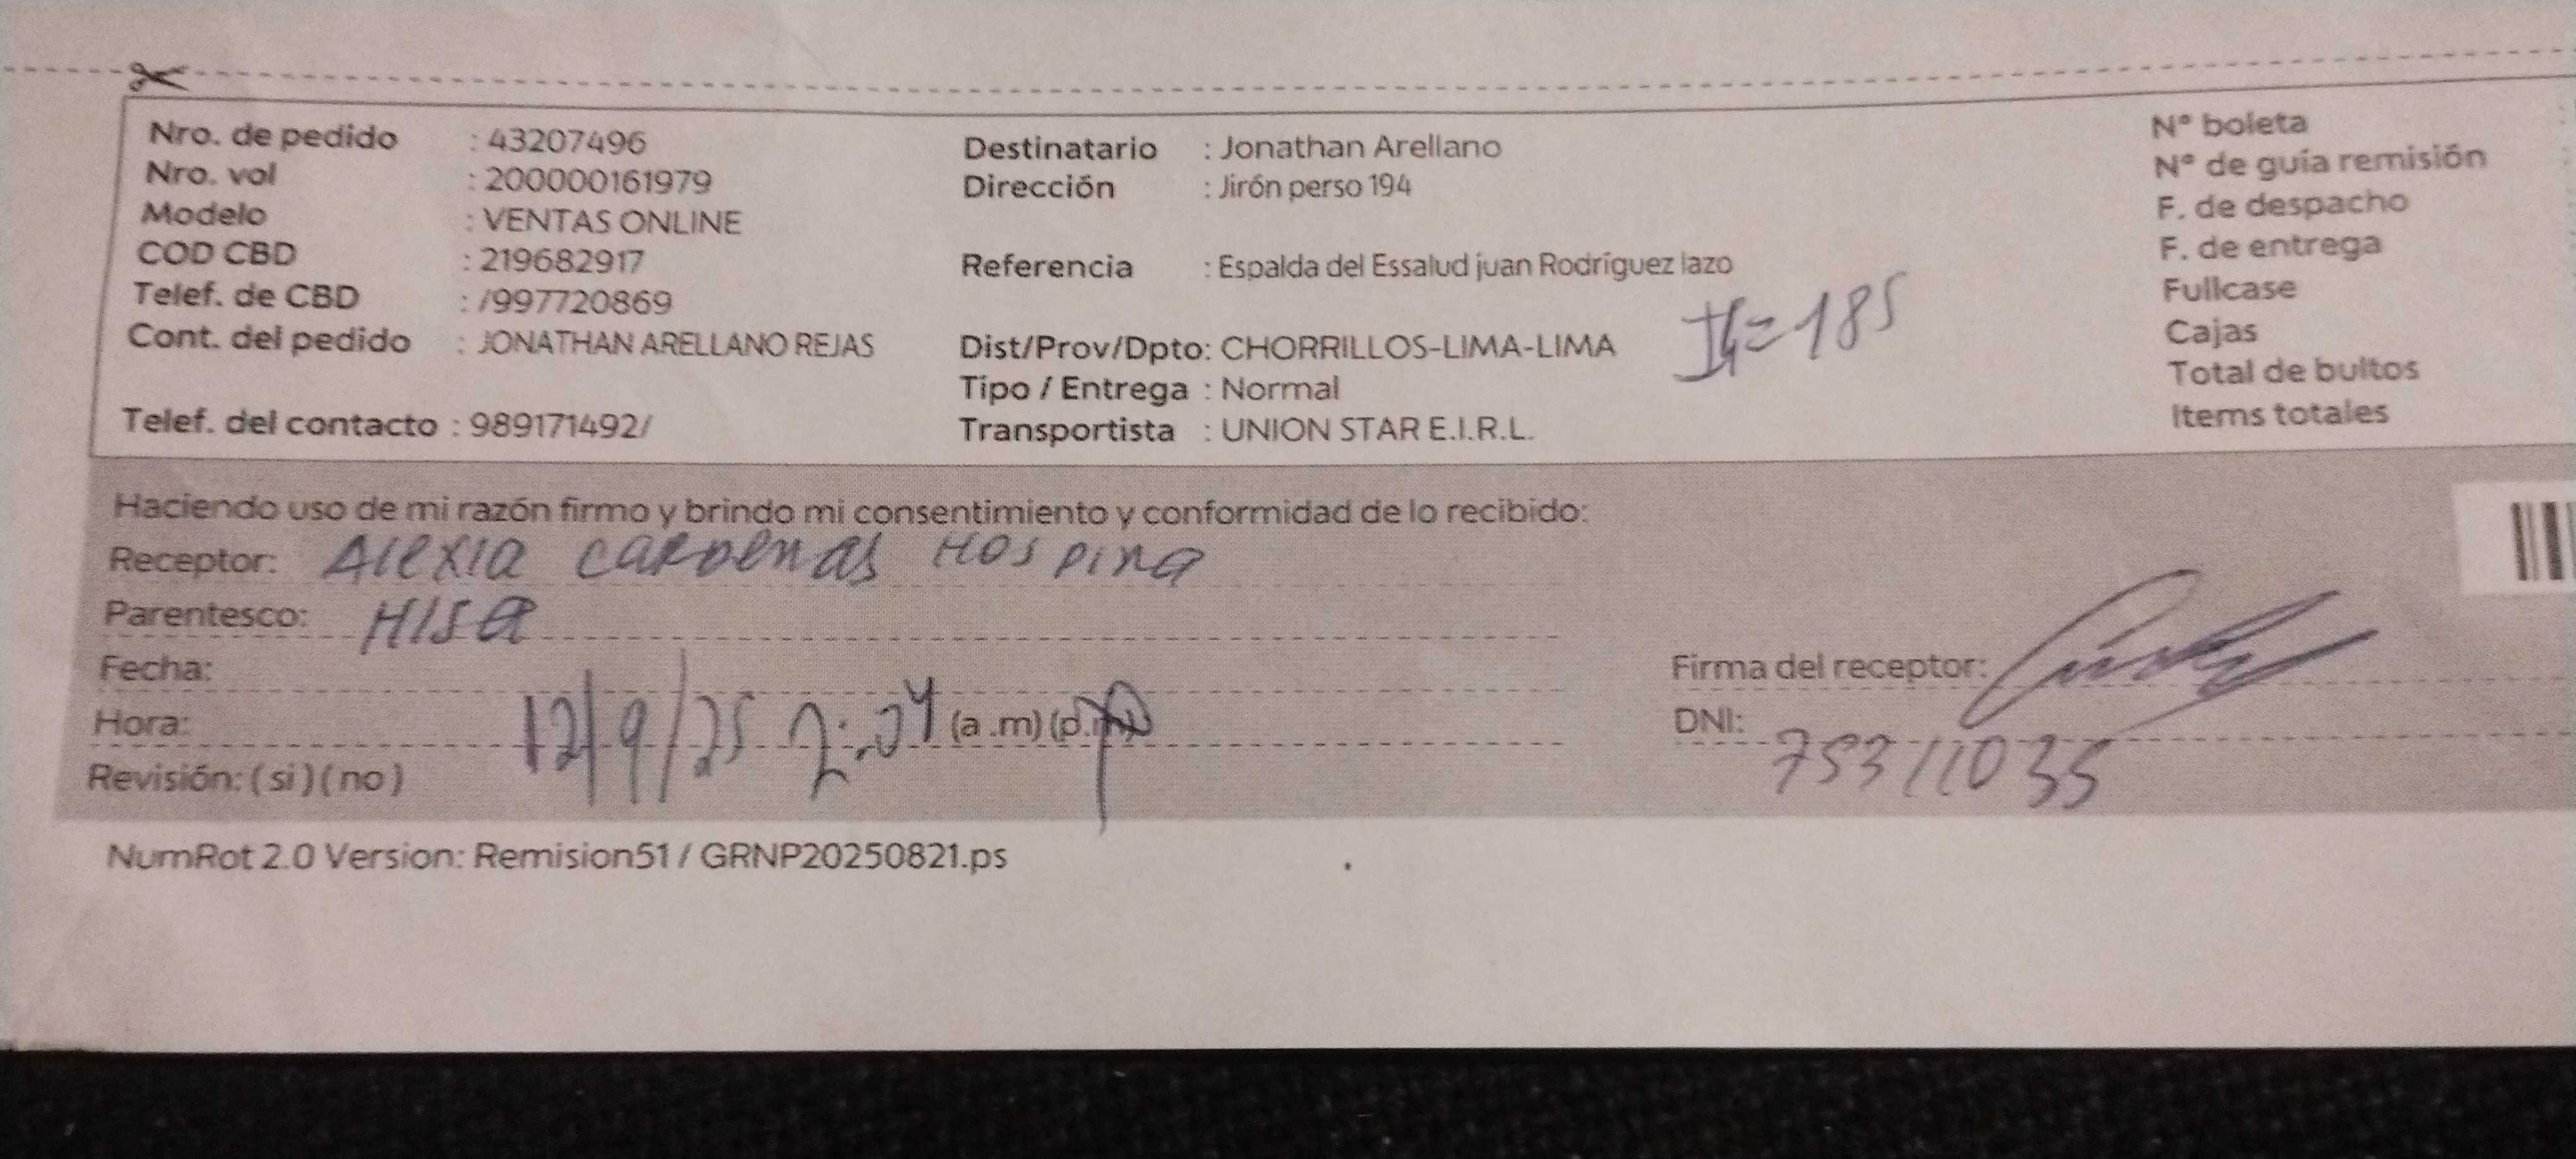 Nro. de pedido : 43207496
Nro. vol : 200000161979
Modelo : VENTAS ONLINE
COD CBD : 219682917
Telef. de CBD : /997720869
Cont. del pedido : JONATHAN ARELLANO REJAS
Telef. del contacto : 989171492/
Destinatario : Jonathan Arellano
Dirección : Jirón perso 194
Referencia : Espalda del Essalud juan Rodríguez lazo
Dist/Prov/Dpto: CHORRILLOS-LIMA-LIMA
Tipo / Entrega : Normal
Transportista : UNION STAR E.I.R.L.
=185
N° boleta
N° de guía remisión
F. de despacho
F. de entrega
Fullcase
Cajas
Total de bultos
Items totales
Haciendo uso de mi razón firmo y brindo mi consentimiento y conformidad de lo recibido:
Receptor: Alexia Cardenas Hospina
Parentesco: HIJa
Fecha:
Hora: 12/9/25 2:04 (a .m) (p.m)
Revisión: ( si ) ( no )
Firma del receptor:
DNI: 75311035
NumRot 2.0 Version: Remision51 / GRNP20250821.ps